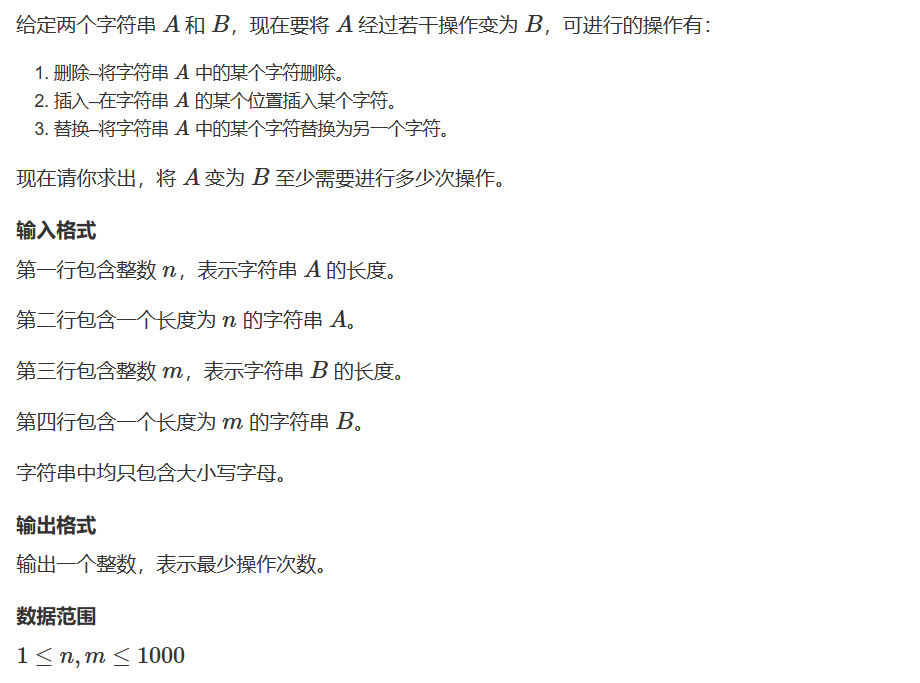 给定两个字符串 A 和 B，现在要将 A 经过若干操作变为 B，可进行的操作有：
1. 删除–将字符串 A 中的某个字符删除。
2. 插入–在字符串 A 的某个位置插入某个字符。
3. 替换–将字符串 A 中的某个字符替换为另一个字符。
现在请你求出，将 A 变为 B 至少需要进行多少次操作。
输入格式
第一行包含整数 n，表示字符串 A 的长度。
第二行包含一个长度为 n 的字符串 A。
第三行包含整数 m，表示字符串 B 的长度。
第四行包含一个长度为 m 的字符串 B。
字符串中均只包含大小写字母。
输出格式
输出一个整数，表示最少操作次数。
数据范围
1 ≤ n, m ≤ 1000